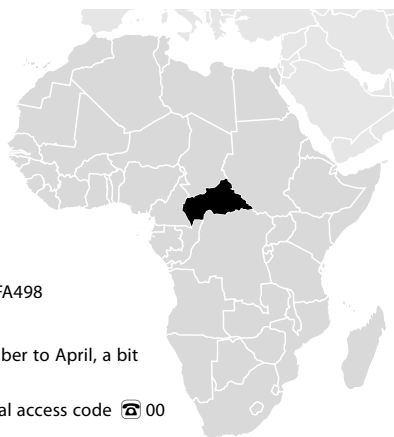 FA498
ber to April, a bit
al access code ☎ 00